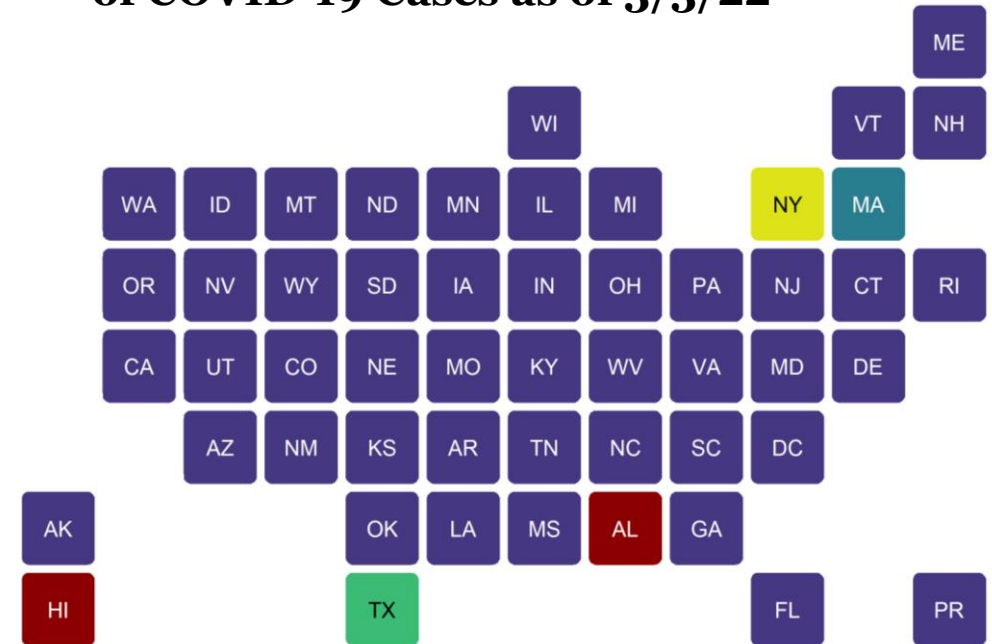 of COVID-19 Cases as of
ME
WI VT NH
WA ID MT ND MN IL MI NY MA
OR NV WY SD IA IN OH PA NJ CT RI
CA UT CO NE MO KY WV VA MD DE
AZ NM KS AR TN NC SC DC
AK OK LA MS AL GA
HI TX FL PR